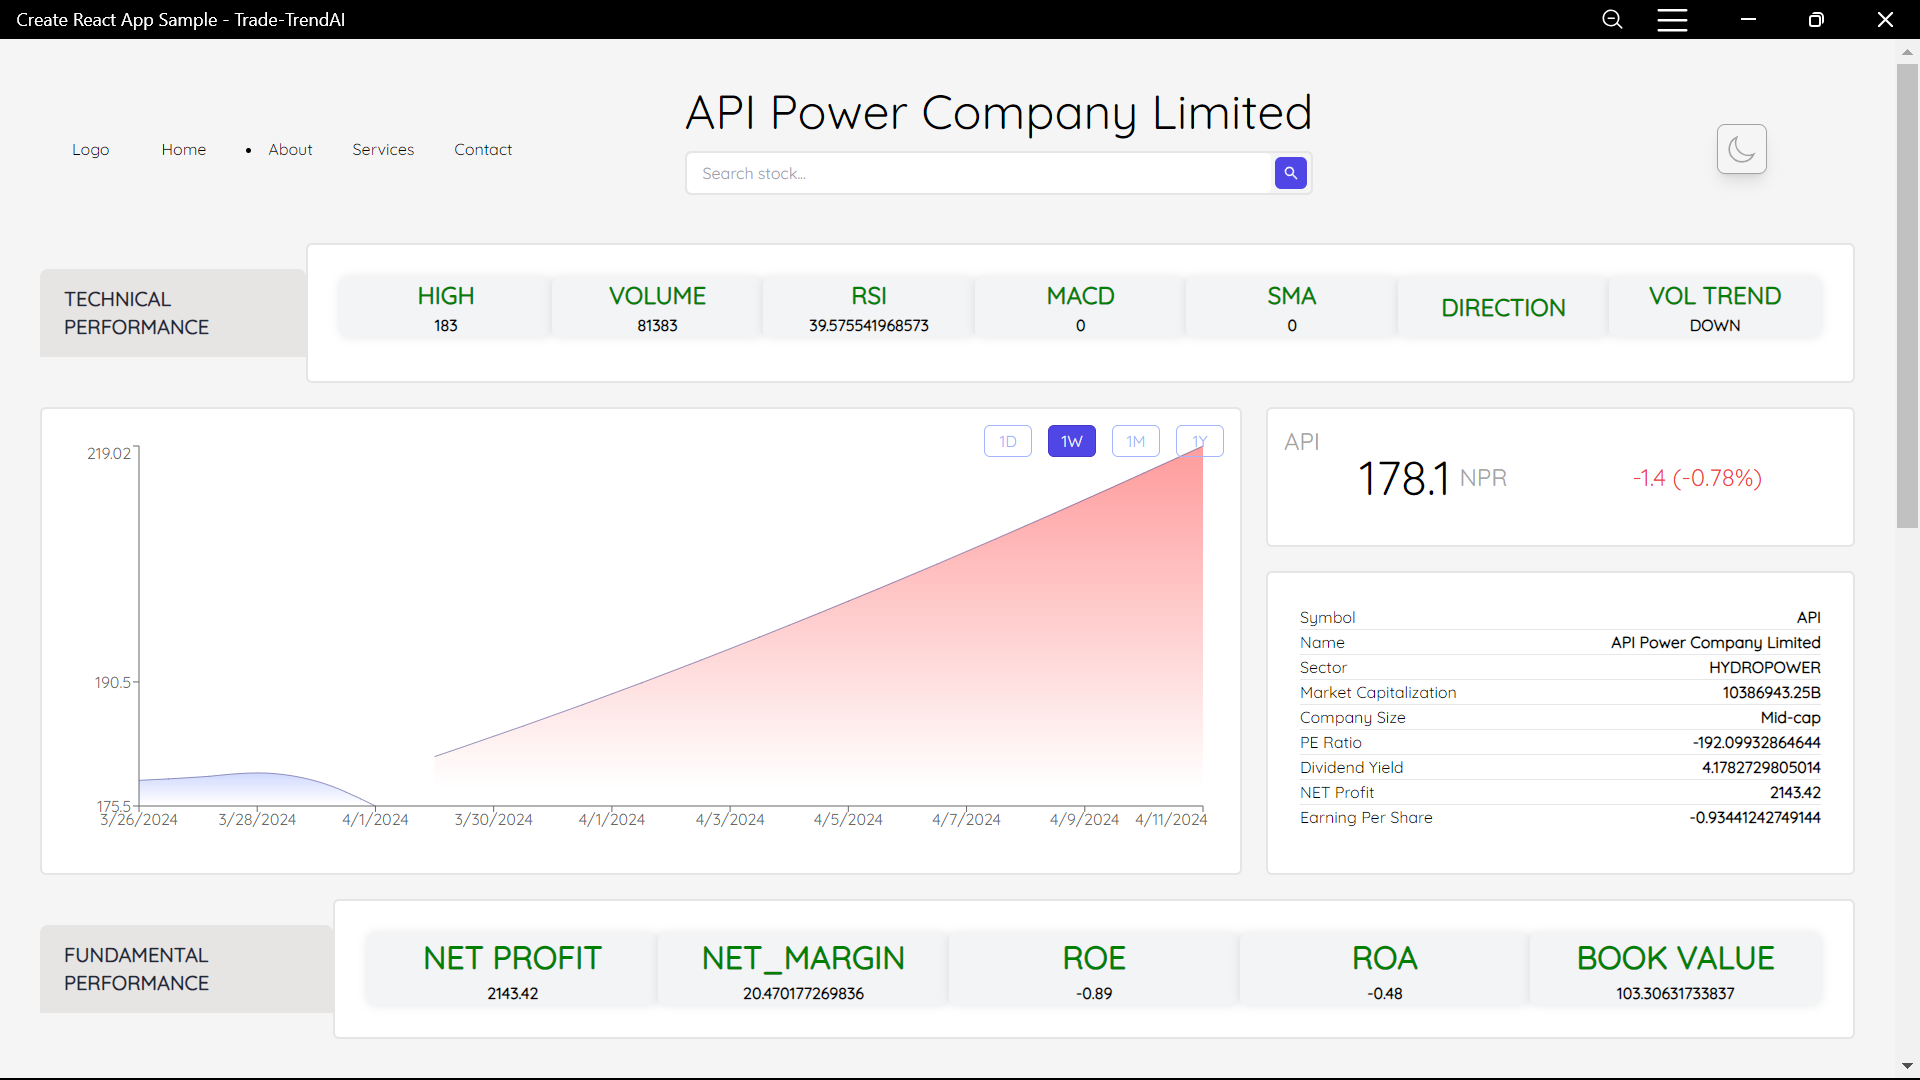 Create React App Sample - Trade-TrendAI
API Power Company Limited
Logo Home • About Services Contact
Search stock...
TECHNICAL
PERFORMANCE
HIGH
183
VOLUME
81383
RSI
39.575541968573
MACD
0
SMA
0
DIRECTION
VOL TREND
DOWN
1D 1W 1M 1Y
219.02
190.5
175.5
3/26/2024 3/28/2024 4/1/2024 3/30/2024 4/1/2024 4/3/2024 4/5/2024 4/7/2024 4/9/2024 4/11/2024
API
178.1 NPR -1.4 (-0.78%)
Symbol API
Name API Power Company Limited
Sector HYDROPOWER
Market Capitalization 10386943.25B
Company Size Mid-cap
PE Ratio -192.09932864644
Dividend Yield 4.1782729805014
NET Profit 2143.42
Earning Per Share -0.93441242749144
FUNDAMENTAL
PERFORMANCE
NET PROFIT
2143.42
NET_MARGIN
20.470177269836
ROE
-0.89
ROA
-0.48
BOOK VALUE
103.30631733837